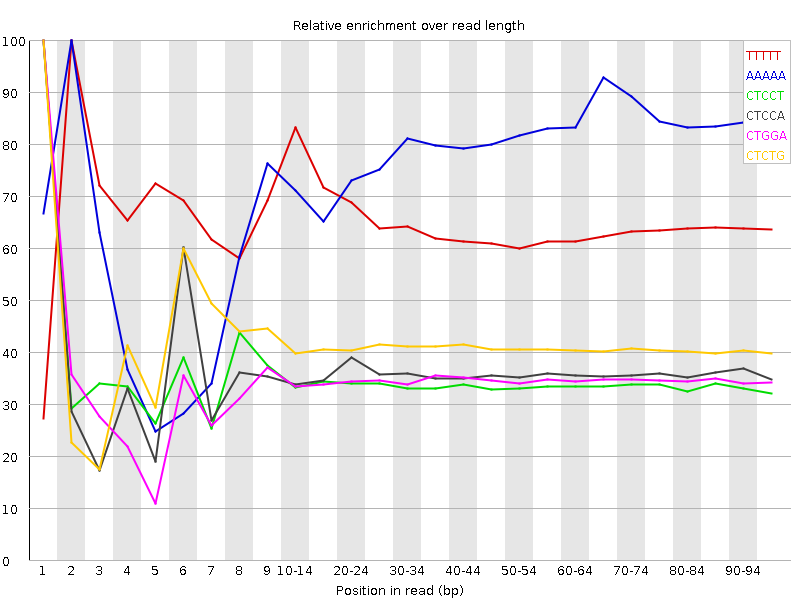 Relative enrichment over read length
TTTTT
AAAAA
CTCCT
CTCCA
CTGGA
CTCTG
100
90
80
70
60
50
40
30
20
10
0
1 2 3 4 5 6 7 8 9 10-14 20-24 30-34 40-44 50-54 60-64 70-74 80-84 90-94
Position in read (bp)